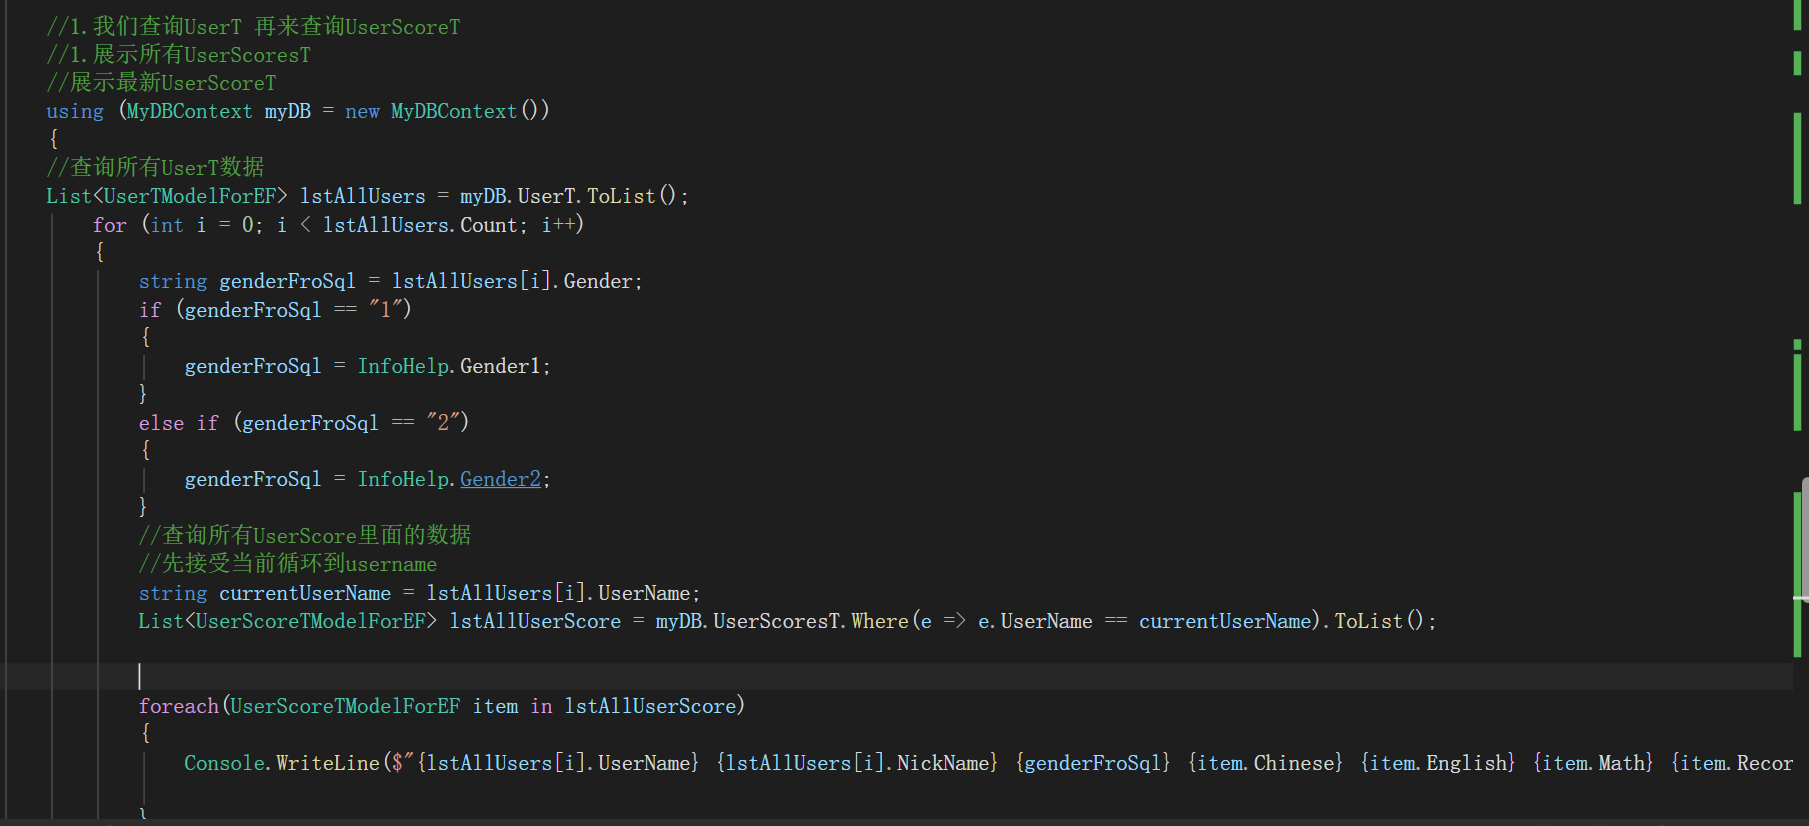 //1.我们查询UserT 再来查询UserScoreT
//1.展示所有UserScoresT
//展示最新UserScoreT
using (MyDBContext myDB = new MyDBContext())
{
//查询所有UserT数据
List<UserTModelForEF> lstAllUsers = myDB.UserT.ToList();
for (int i = 0; i < lstAllUsers.Count; i++)
{
string genderFroSql = lstAllUsers[i].Gender;
if (genderFroSql == "1")
{
genderFroSql = InfoHelp.Gender1;
}
else if (genderFroSql == "2")
{
genderFroSql = InfoHelp.Gender2;
}
//查询所有UserScore里面的数据
//先接受当前循环到username
string currentUserName = lstAllUsers[i].UserName;
List<UserScoreTModelForEF> lstAllUserScore = myDB.UserScoresT.Where(e => e.UserName == currentUserName).ToList();
foreach(UserScoreTModelForEF item in lstAllUserScore)
{
Console.WriteLine($"{lstAllUsers[i].UserName} {lstAllUsers[i].NickName} {genderFroSql} {item.Chinese} {item.English} {item.Math} {item.Recor
}